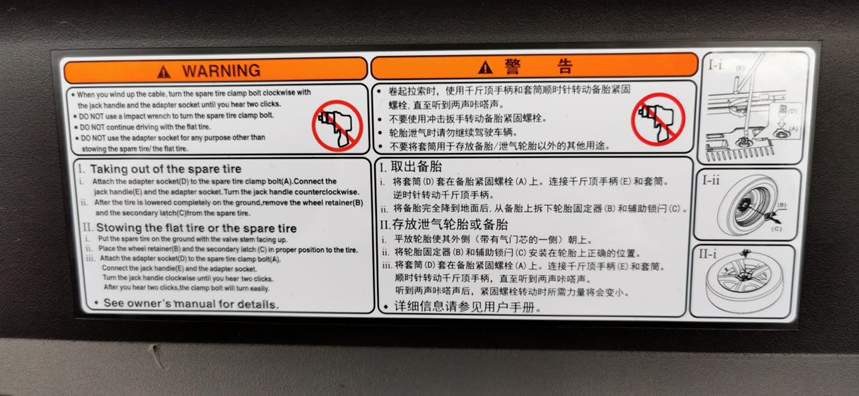 WARNING
• When you wind up the cable, turn the spare tire clamp bolt clockwise with
the jack handle and the adapter socket until you hear two clicks.
• DO NOT use a impact wrench to turn the spare tire clamp bolt.
• DO NOT continue driving with the flat tire.
• DO NOT use the adapter socket for any purpose other than
stowing the spare tire/ the flat tire.
I. Taking out of the spare tire
i. Attach the adapter socket(D) to the spare tire clamp bolt(A).Connect the
jack handle(E) and the adapter socket. Turn the jack handle counterclockwise.
ii. After the tire is lowered completely on the ground,remove the wheel retainer(B)
and the secondary latch(C)from the spare tire.
II. Stowing the flat tire or the spare tire
i. Put the spare tire on the ground with the valve stem facing up.
ii. Place the wheel retainer(B) and the secondary latch (C) in proper position to the tire.
iii. Attach the adapter socket(D) to the spare tire clamp bolt(A).
Connect the jack handle(E) and the adapter socket.
Turn the jack handle clockwise until you hear two clicks.
After you hear two clicks,the clamp bolt will turn easily.
• See owner's manual for details.
警 告
• 卷起拉索时，使用千斤顶手柄和套筒顺时针转动备胎紧固
螺栓，直至听到两声咔嗒声。
• 不要使用冲击扳手转动备胎紧固螺栓。
• 轮胎泄气时请勿继续驾驶车辆。
• 不要将套筒用于存放备胎/泄气轮胎以外的其他用途。
I. 取出备胎
i. 将套筒(D)套在备胎紧固螺栓(A)上。连接千斤顶手柄(E)和套筒。
逆时针转动千斤顶手柄。
ii. 将备胎完全降到地面后，从备胎上拆下轮胎固定器(B)和辅助锁闩(C)。
II.存放泄气轮胎或备胎
i. 平放轮胎使其外侧（带有气门芯的一侧）朝上。
ii. 将轮胎固定器(B)和辅助锁闩(C)安装在轮胎上正确的位置。
iii. 将套筒(D)套在备胎紧固螺栓(A)上。连接千斤顶手柄(E)和套筒。
顺时针转动千斤顶手柄，直至听到两声咔嗒声。
听到两声咔嗒声后，紧固螺栓转动时所需力量将会变小。
• 详细信息请参见用户手册。
I-i
(E)
(D)
(A)
I-ii
(B)
(C)
II-i